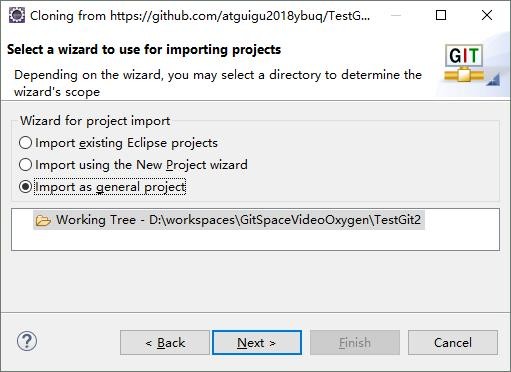 Cloning from https://github.com/atguigu2018ybuq/TestG...
Select a wizard to use for importing projects
Depending on the wizard, you may select a directory to determine the
wizard's scope
GIT
Wizard for project import
Import existing Eclipse projects
Import using the New Project wizard
Import as general project
Working Tree - D:\workspaces\GitSpaceVideoOxygen\TestGit2
?
< Back
Next >
Finish
Cancel